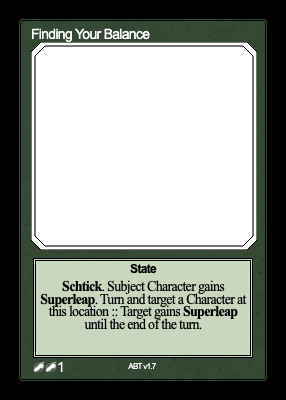 Finding Your Balance
State
Schtick. Subject Character gains
Superleap. Turn and target a Character at
this location :: Target gains Superleap
until the end of the turn.
1
ABT v1.7